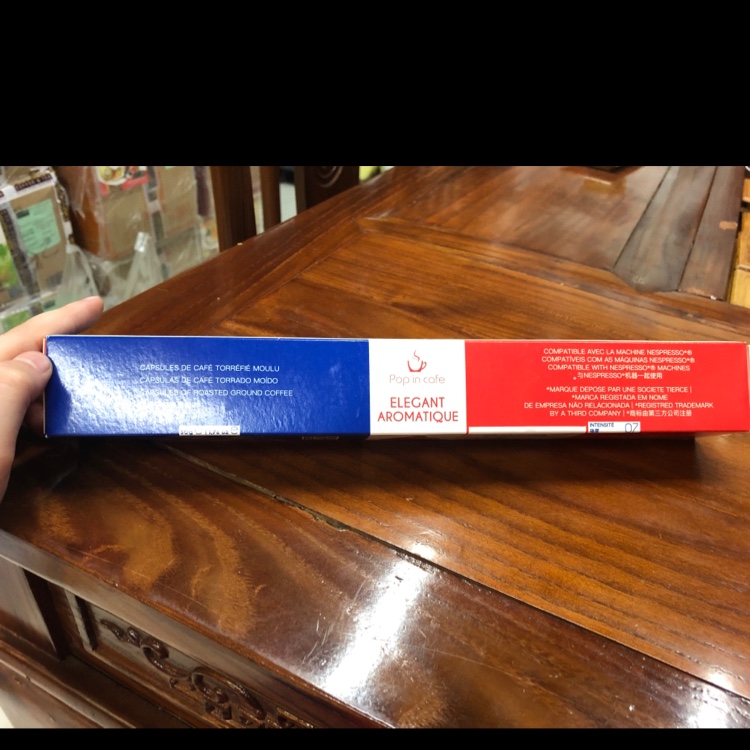 CAPSULES DE CAFÉ TORRÉFIÉ MOULU
CÁPSULAS DE CAFÉ TORRADO MOÍDO
CAPSULES OF ROASTED GROUND COFFEE
Pop in cafe
ELEGANT
AROMATIQUE
COMPATIBLE AVEC LA MACHINE NESPRESSO*®
COMPATÍVEIS COM AS MÁQUINAS NESPRESSO*®
COMPATIBLE WITH NESPRESSO*® MACHINES
与NESPRESSO*机器一起使用
*MARQUE DEPOSE PAR UNE SOCIETE TIERCE |
*MARCA REGISTADA EM NOME
DE EMPRESA NÃO RELACIONADA | *REGISTRED TRADEMARK
BY A THIRD COMPANY | *商标由第三方公司注册
INTENSITÉ
强度
07